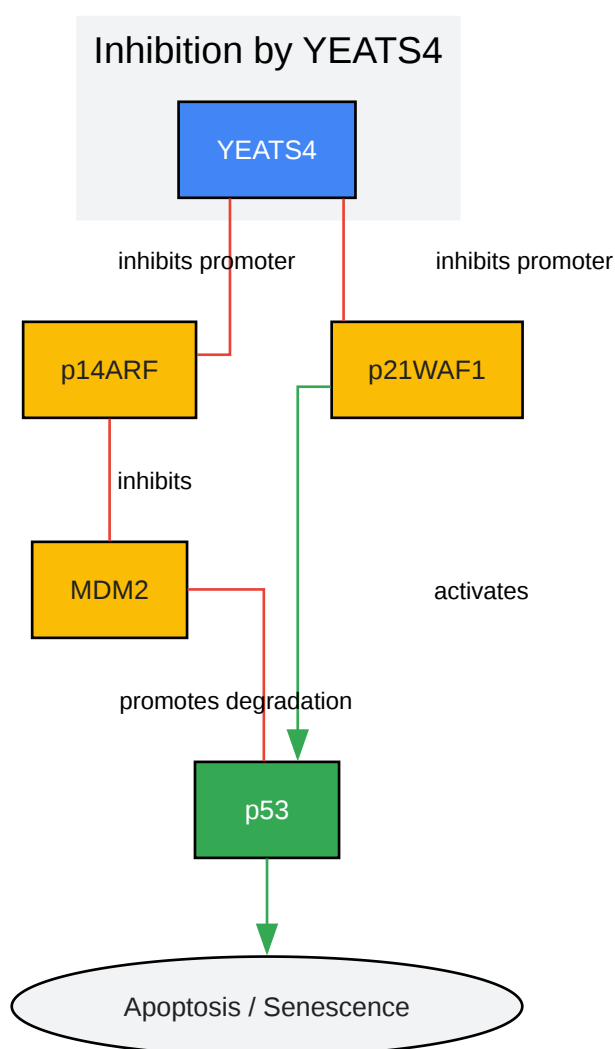 Inhibition by YEATS4
YEATS4
inhibits promoter
inhibits promoter
p14ARF
p21WAF1
inhibits
MDM2
activates
promotes degradation
p53
Apoptosis / Senescence